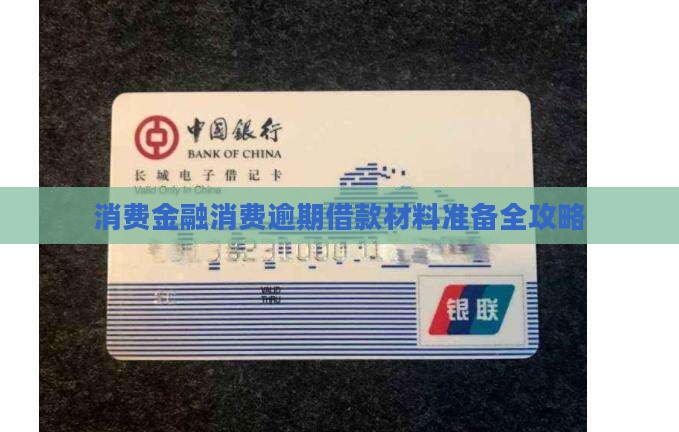 中国銀行
BANK OF CHINA
长城电子借记卡
Valid Only In China
消费金融消费逾期借款材料准备全攻略
VALID
THRU
银联